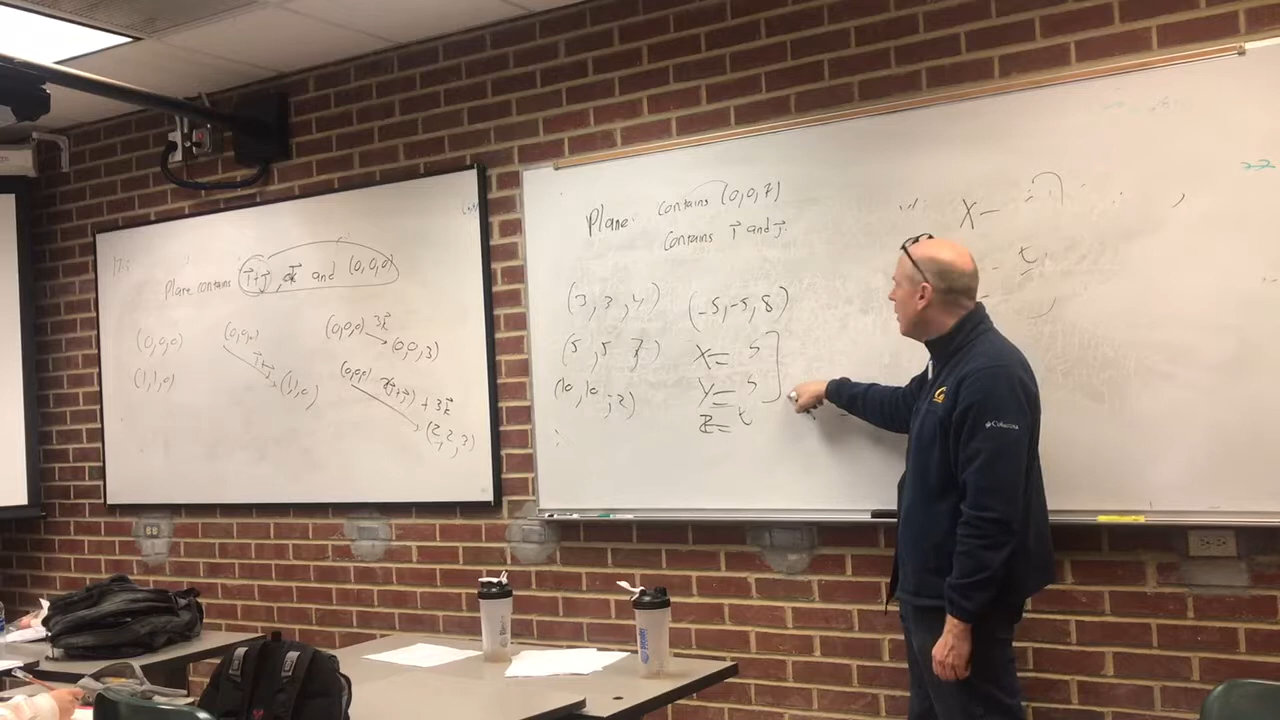 Plane contains i⃗+j⃗, k⃗ and (0,0,0)
(0,0,0)
(1,1,0)
(0,0,0)
i⃗+j⃗
(1,1,0)
(0,0,0) 3k⃗
(0,0,3)
(0,0,0) 2(i⃗+j⃗) + 3k⃗
(2,2,3)
Plane: contains (0,0,7)
contains i⃗ and j⃗.
(3,3,4)
(5,5,7)
(10,10,-2)
(-5,-5,8)
X= S
Y= S
Z= t
X-
- t
Columbia